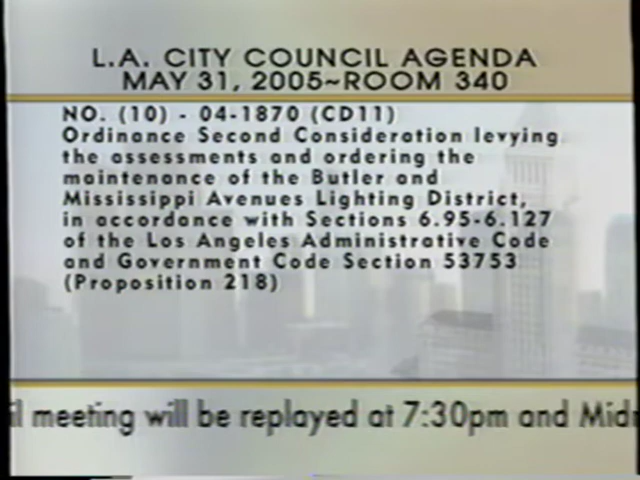 L.A. CITY COUNCIL AGENDA
MAY 31, 2005~ROOM 340
NO. (10) - 04-1870 (CD11)
Ordinance Second Consideration levying
the assessments and ordering the
maintenance of the Butler and
Mississippi Avenues Lighting District,
in accordance with Sections 6.95-6.127
of the Los Angeles Administrative Code
and Government Code Section 53753
(Proposition 218)
il meeting will be replayed at 7:30pm and Mid